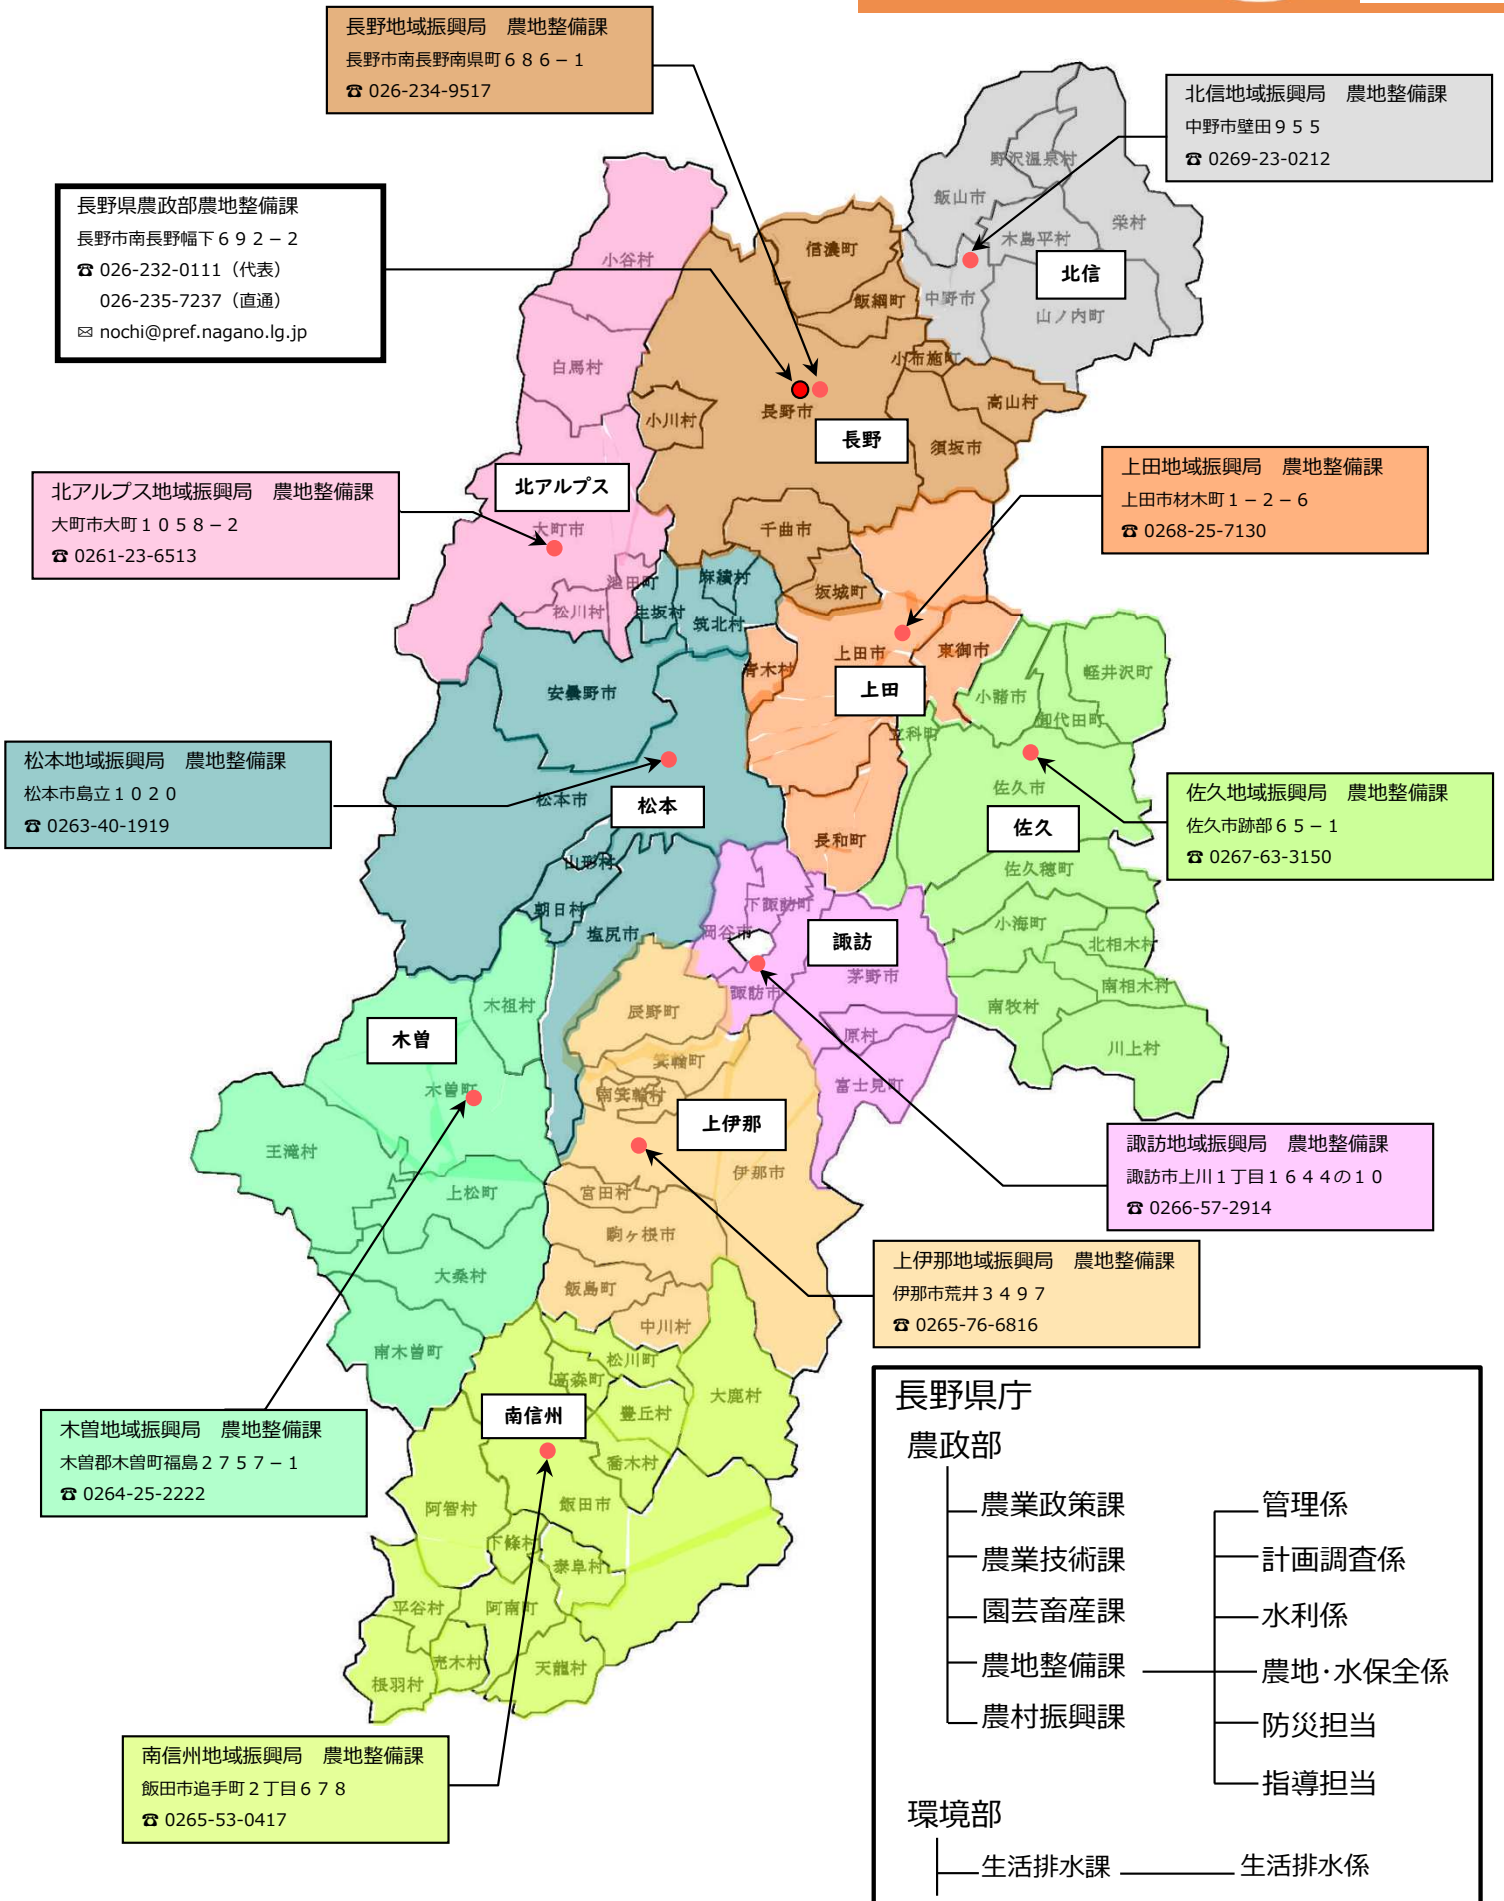 長野地域振興局　農地整備課
長野市南長野南県町６８６－１
☎ 026-234-9517
北信地域振興局　農地整備課
中野市壁田９５５
☎ 0269-23-0212
長野県農政部農地整備課
長野市南長野幅下６９２－２
☎ 026-232-0111（代表）
026-235-7237（直通）
✉ nochi@pref.nagano.lg.jp
野沢温泉村
飯山市
栄村
木島平村
北信
中野市
山ノ内町
信濃町
飯綱町
小布施町
高山村
須坂市
長野市
小川村
長野
千曲市
坂城町
小谷村
白馬村
北アルプス
大町市
池田町
松川村
北アルプス地域振興局　農地整備課
大町市大町１０５８－２
☎ 0261-23-6513
上田地域振興局　農地整備課
上田市材木町１－２－６
☎ 0268-25-7130
麻績村
生坂村
筑北村
安曇野市
松本市
松本
山形村
朝日村
塩尻市
青木村
上田市
東御市
上田
長和町
小諸市
軽井沢町
御代田町
立科町
佐久市
佐久
佐久穂町
小海町
北相木村
南相木村
南牧村
川上村
松本地域振興局　農地整備課
松本市島立１０２０
☎ 0263-40-1919
佐久地域振興局　農地整備課
佐久市跡部６５－１
☎ 0267-63-3150
下諏訪町
岡谷市
諏訪
茅野市
諏訪市
原村
富士見町
木祖村
木曽
木曽町
王滝村
上松町
大桑村
南木曽町
辰野町
箕輪町
南箕輪村
上伊那
伊那市
宮田村
駒ヶ根市
飯島町
中川村
諏訪地域振興局　農地整備課
諏訪市上川１丁目１６４４の１０
☎ 0266-57-2914
上伊那地域振興局　農地整備課
伊那市荒井３４９７
☎ 0265-76-6816
松川町
高森町
大鹿村
南信州
豊丘村
喬木村
阿智村
飯田市
下條村
泰阜村
平谷村
阿南町
売木村
天龍村
根羽村
木曽地域振興局　農地整備課
木曽郡木曽町福島２７５７－１
☎ 0264-25-2222
南信州地域振興局　農地整備課
飯田市追手町２丁目６７８
☎ 0265-53-0417
長野県庁
農政部
農業政策課
農業技術課
園芸畜産課
農地整備課
農村振興課
管理係
計画調査係
水利係
農地・水保全係
防災担当
指導担当
環境部
生活排水課
生活排水係